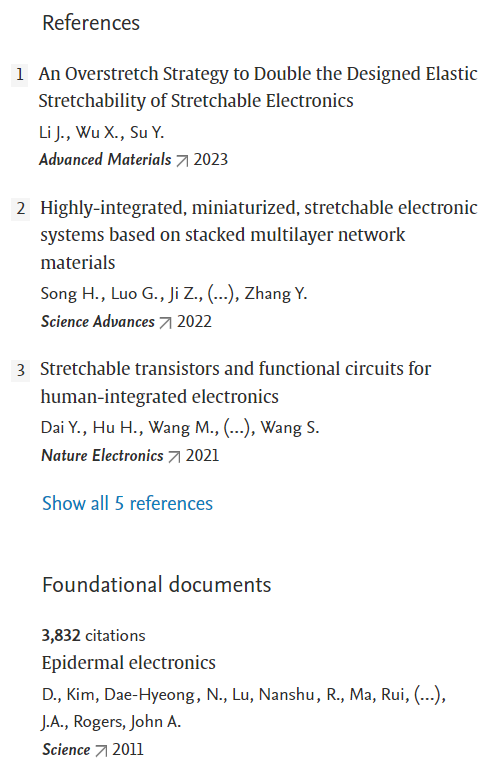 References
1 An Overstretch Strategy to Double the Designed Elastic
Stretchability of Stretchable Electronics
Li J., Wu X., Su Y.
Advanced Materials 2023
2 Highly-integrated, miniaturized, stretchable electronic
systems based on stacked multilayer network
materials
Song H., Luo G., Ji Z., (...), Zhang Y.
Science Advances 2022
3 Stretchable transistors and functional circuits for
human-integrated electronics
Dai Y., Hu H., Wang M., (...), Wang S.
Nature Electronics 2021
Show all 5 references
Foundational documents
3,832 citations
Epidermal electronics
D., Kim, Dae-Hyeong, N., Lu, Nanshu, R., Ma, Rui, (...),
J.A., Rogers, John A.
Science 2011